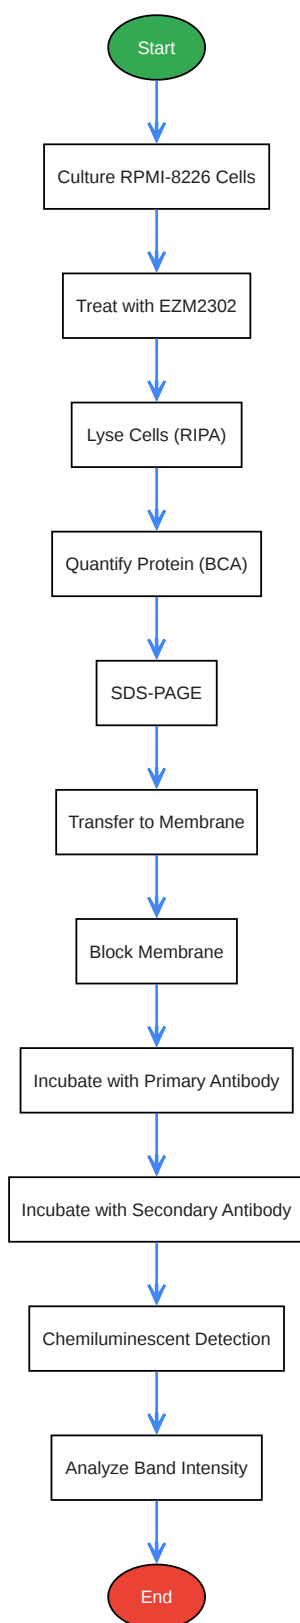 Start
Culture RPMI-8226 Cells
Treat with EZM2302
Lyse Cells (RIPA)
Quantify Protein (BCA)
SDS-PAGE
Transfer to Membrane
Block Membrane
Incubate with Primary Antibody
Incubate with Secondary Antibody
Chemiluminescent Detection
Analyze Band Intensity
End